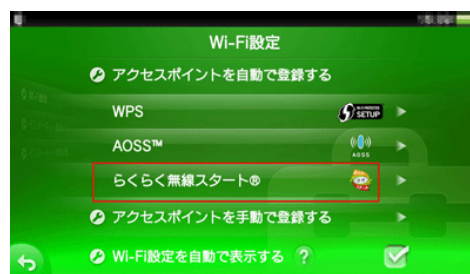 Wi-Fi設定
アクセスポイントを自動で登録する
WPS
SETUP
AOSS™
AOSS
らくらく無線スタート®
アクセスポイントを手動で登録する
Wi-Fi設定を自動で表示する ?